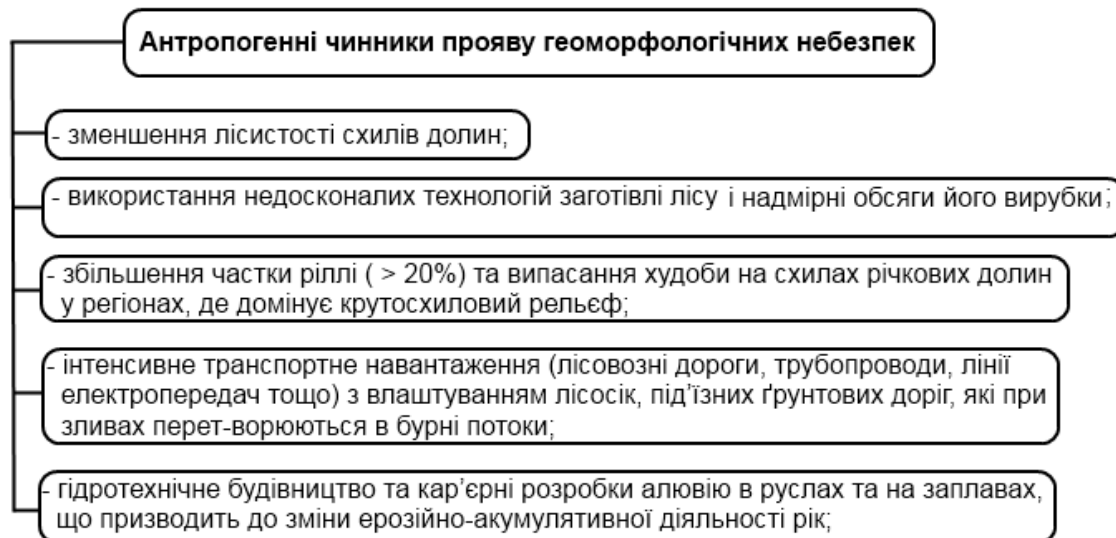 Антропогенні чинники прояву геоморфологічних небезпек
- зменшення лісистості схилів долин;
- використання недосконалих технологій заготівлі лісу і надмірні обсяги його вирубки;
- збільшення частки ріллі ( > 20%) та випасання худоби на схилах річкових долин
у регіонах, де домінує крутосхиловий рельєф;
- інтенсивне транспортне навантаження (лісовозні дороги, трубопроводи, лінії
електропередач тощо) з влаштуванням лісосік, під’їзних ґрунтових доріг, які при
зливах перет-ворюються в бурні потоки;
- гідротехнічне будівництво та кар’єрні розробки алювію в руслах та на заплавах,
що призводить до зміни ерозійно-акумулятивної діяльності рік;